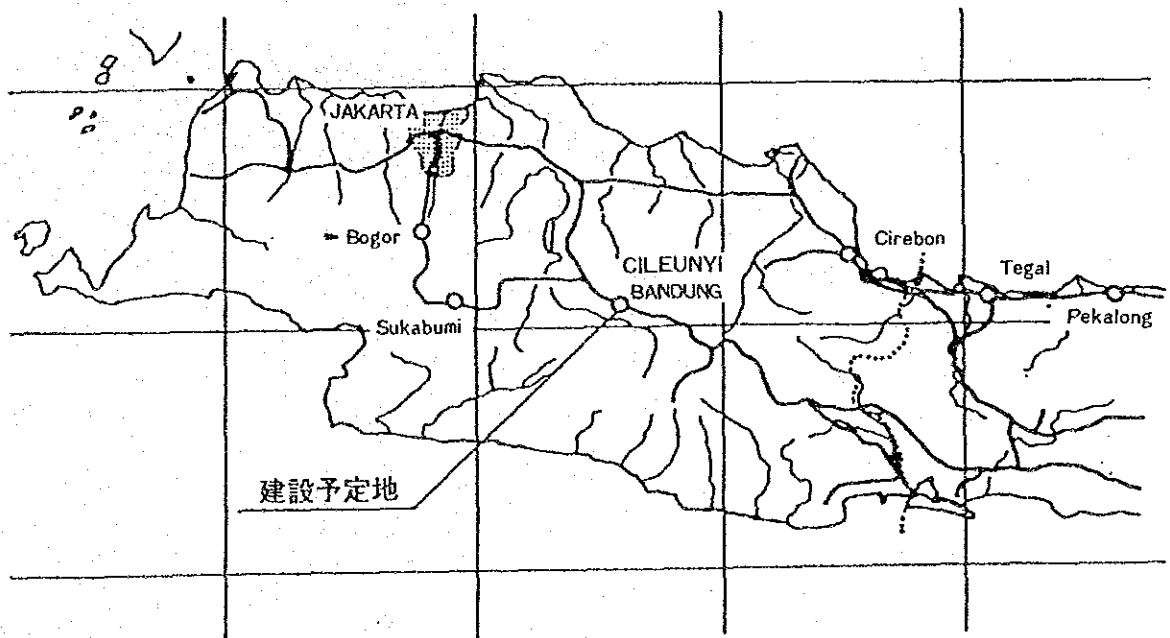 JAKARTA
Bogor
Cirebon
CILEUNYI
BANDUNG
Tegal
Sukabumi
Pekalong
建設予定地